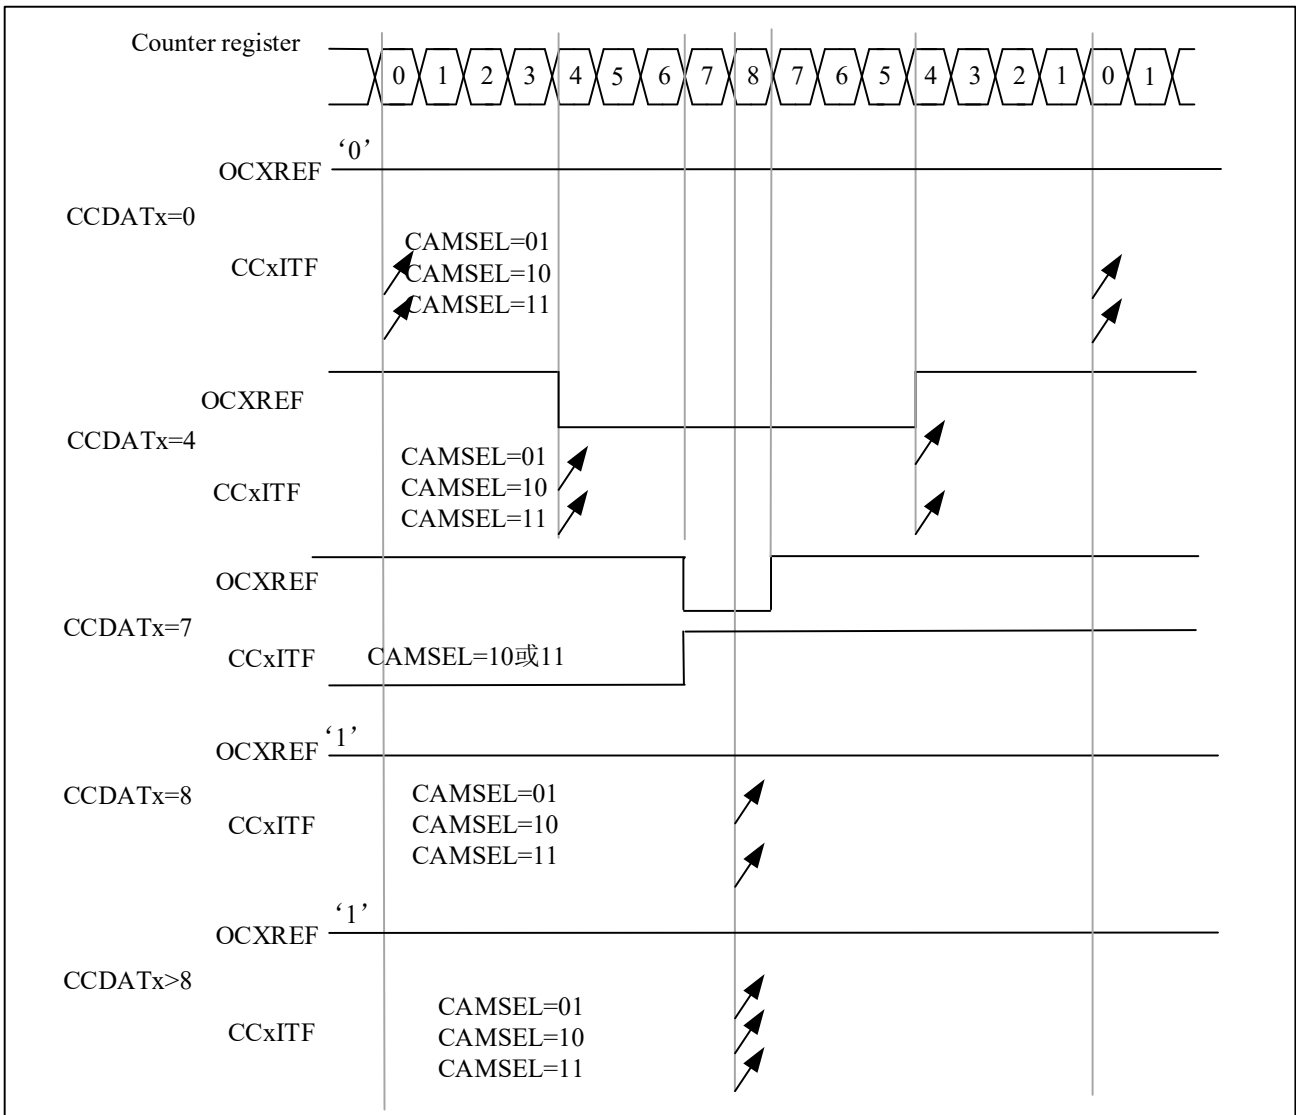 Counter register
0 1 2 3 4 5 6 7 8 7 6 5 4 3 2 1 0 1
‘0’
OCXREF
CCDATx=0
CAMSEL=01
CCxITF
CAMSEL=10
CAMSEL=11
OCXREF
CCDATx=4
CAMSEL=01
CCxITF
CAMSEL=10
CAMSEL=11
OCXREF
CCDATx=7
CCxITF
CAMSEL=10或11
‘1’
OCXREF
CCDATx=8
CAMSEL=01
CCxITF
CAMSEL=10
CAMSEL=11
‘1’
OCXREF
CCDATx>8
CAMSEL=01
CCxITF
CAMSEL=10
CAMSEL=11